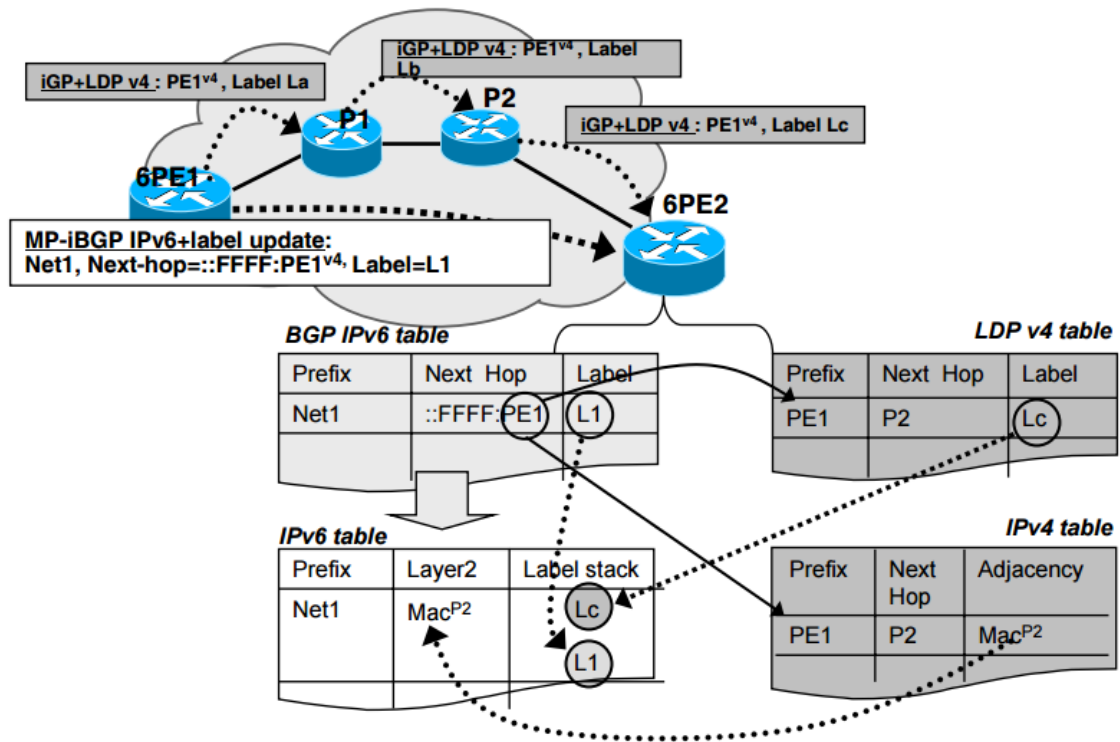 iGP+LDP v4 : PE1v4 , Label
Lb
iGP+LDP v4 : PE1v4 , Label La
P2
P1
iGP+LDP v4 : PE1v4 , Label Lc
6PE1
6PE2
MP-iBGP IPv6+label update:
Net1, Next-hop=::FFFF:PE1v4, Label=L1
BGP IPv6 table
Prefix Next Hop Label
Net1 ::FFFF:PE1 L1
LDP v4 table
Prefix Next Hop Label
PE1 P2 Lc
IPv6 table
Prefix Layer2 Label stack
Net1 MacP2 Lc
L1
IPv4 table
Prefix Next Adjacency
Hop
PE1 P2 MacP2